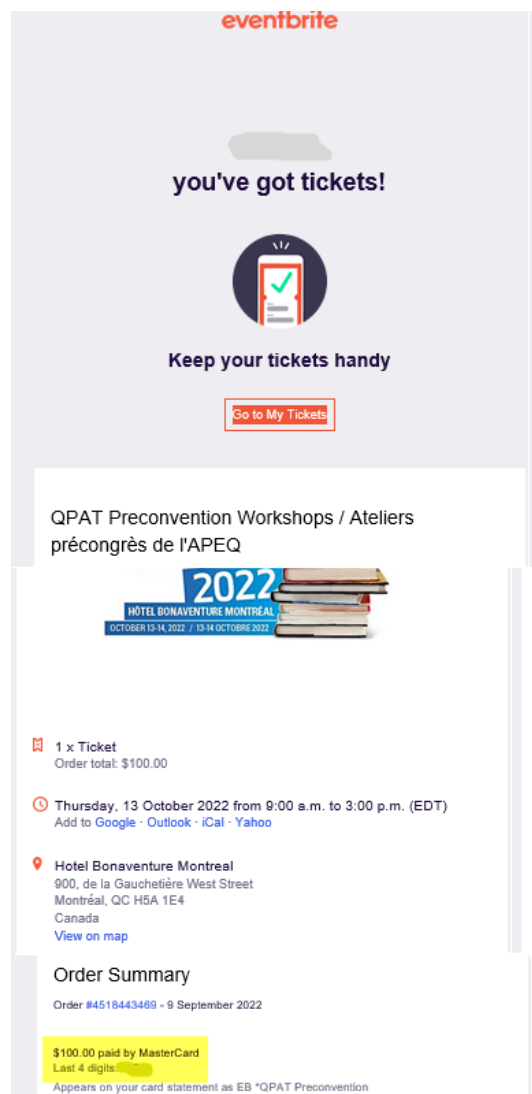 eventbrite
you've got tickets!
Keep your tickets handy
Go to My Tickets
QPAT Preconvention Workshops / Ateliers
précongrès de l'APEQ
2022
HÔTEL BONAVENTURE MONTRÉAL
OCTOBER 13-14, 2022 / 13-14 OCTOBRE 2022
1 x Ticket
Order total: $100.00
Thursday, 13 October 2022 from 9:00 a.m. to 3:00 p.m. (EDT)
Add to Google · Outlook · iCal · Yahoo
Hotel Bonaventure Montreal
900, de la Gauchetière West Street
Montréal, QC H5A 1E4
Canada
View on map
Order Summary
Order #4518443469 - 9 September 2022
$100.00 paid by MasterCard
Last 4 digits:
Appears on your card statement as EB *QPAT Preconvention